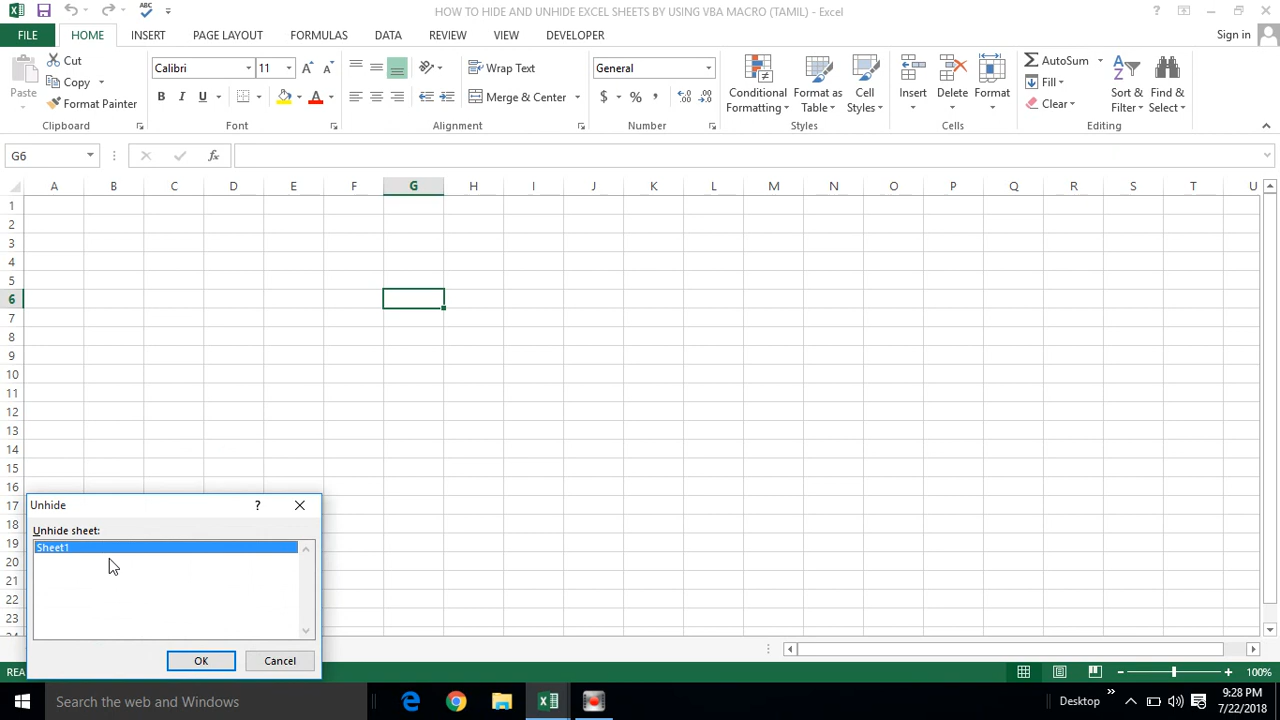 HOW TO HIDE AND UNHIDE EXCEL SHEETS BY USING VBA MACRO (TAMIL) - Excel
FILE HOME INSERT PAGE LAYOUT FORMULAS DATA REVIEW VIEW DEVELOPER Sign in
Paste
Cut
Copy
Format Painter
Clipboard
Calibri 11
B I U
Font
Wrap Text
Merge & Center
Alignment
General
$ % ,
Number
Conditional Formatting
Format as Table
Cell Styles
Styles
Insert
Delete
Format
Cells
AutoSum
Fill
Clear
Sort & Filter
Find & Select
Editing
G6 fx
A B C D E F G H I J K L M N O P Q R S T U
1
2
3
4
5
6
7
8
9
10
11
12
13
14
15
16
17
18
19
20
21
22
23
Unhide ?
Unhide sheet:
Sheet1
OK Cancel
REA
100%
Search the web and Windows
Desktop
9:28 PM
7/22/2018